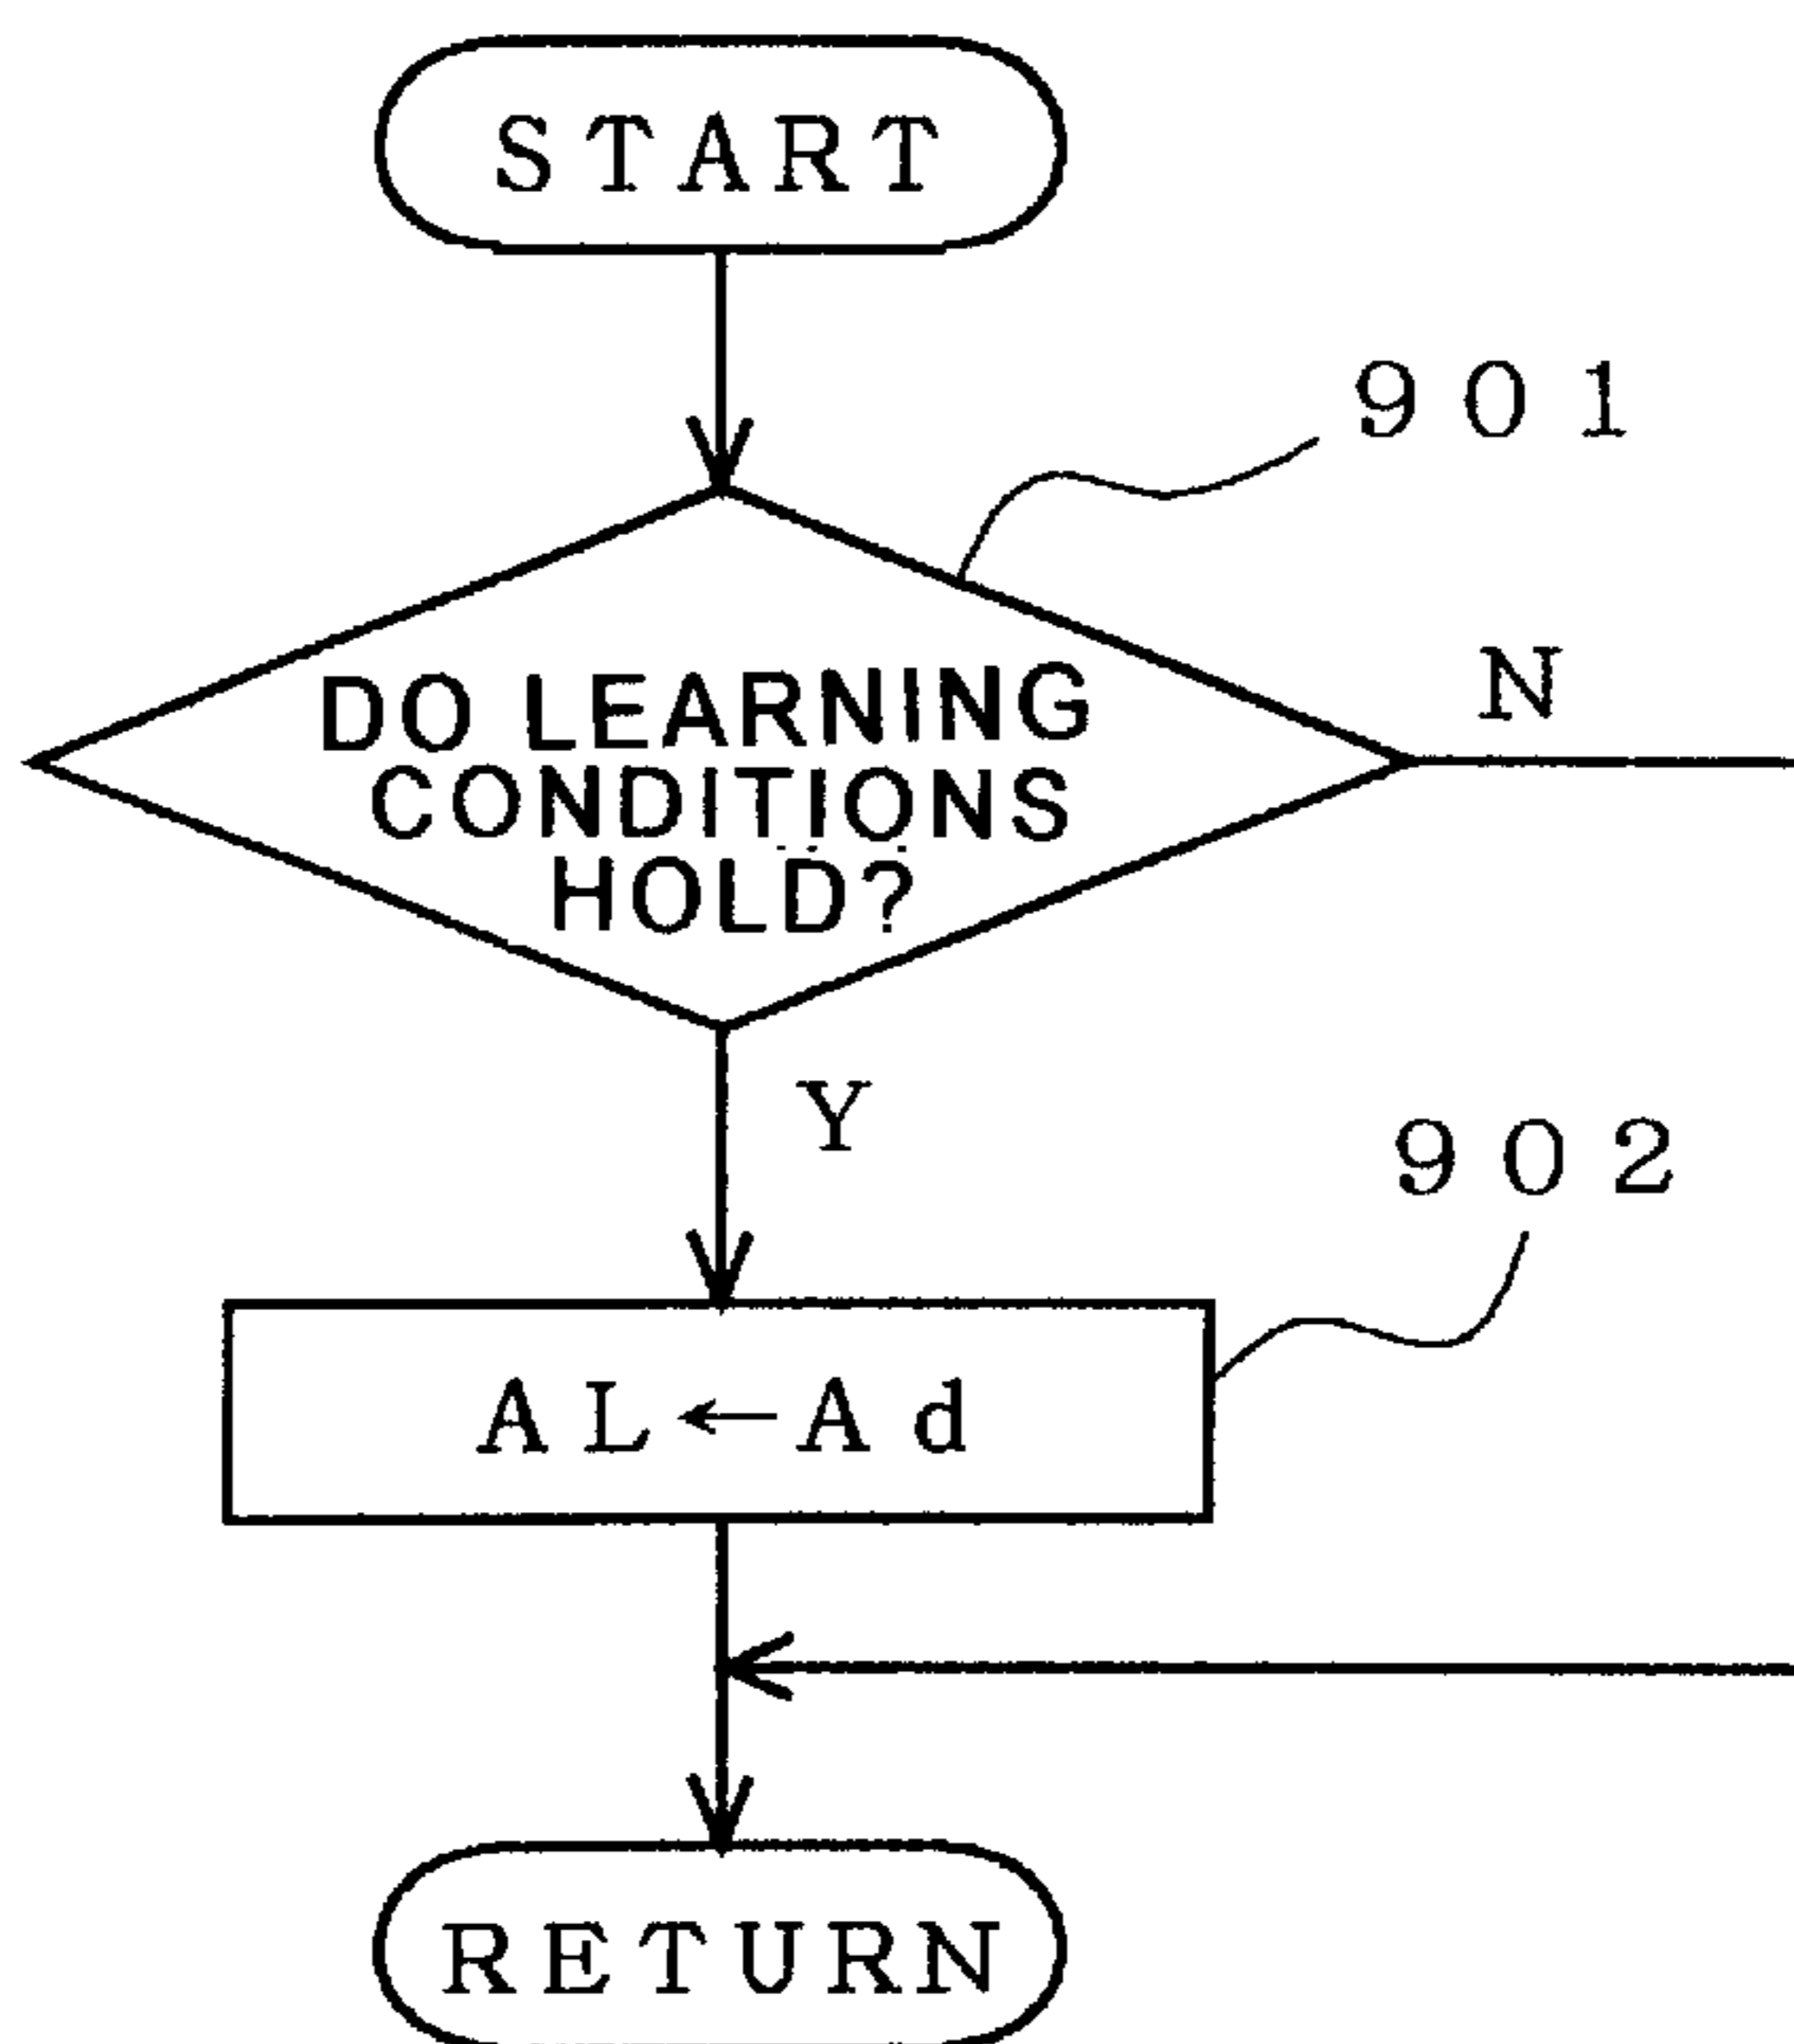 START
901
DO LEARNING
CONDITIONS
HOLD?
N
Y
902
AL←Ad
RETURN